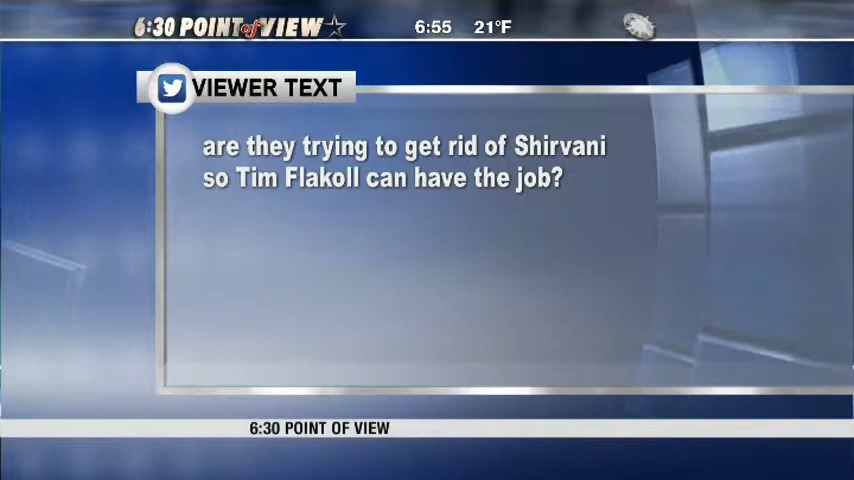 6:30 POINT of VIEW
6:55 21°F
VIEWER TEXT
are they trying to get rid of Shirvani
so Tim Flakoll can have the job?
6:30 POINT OF VIEW